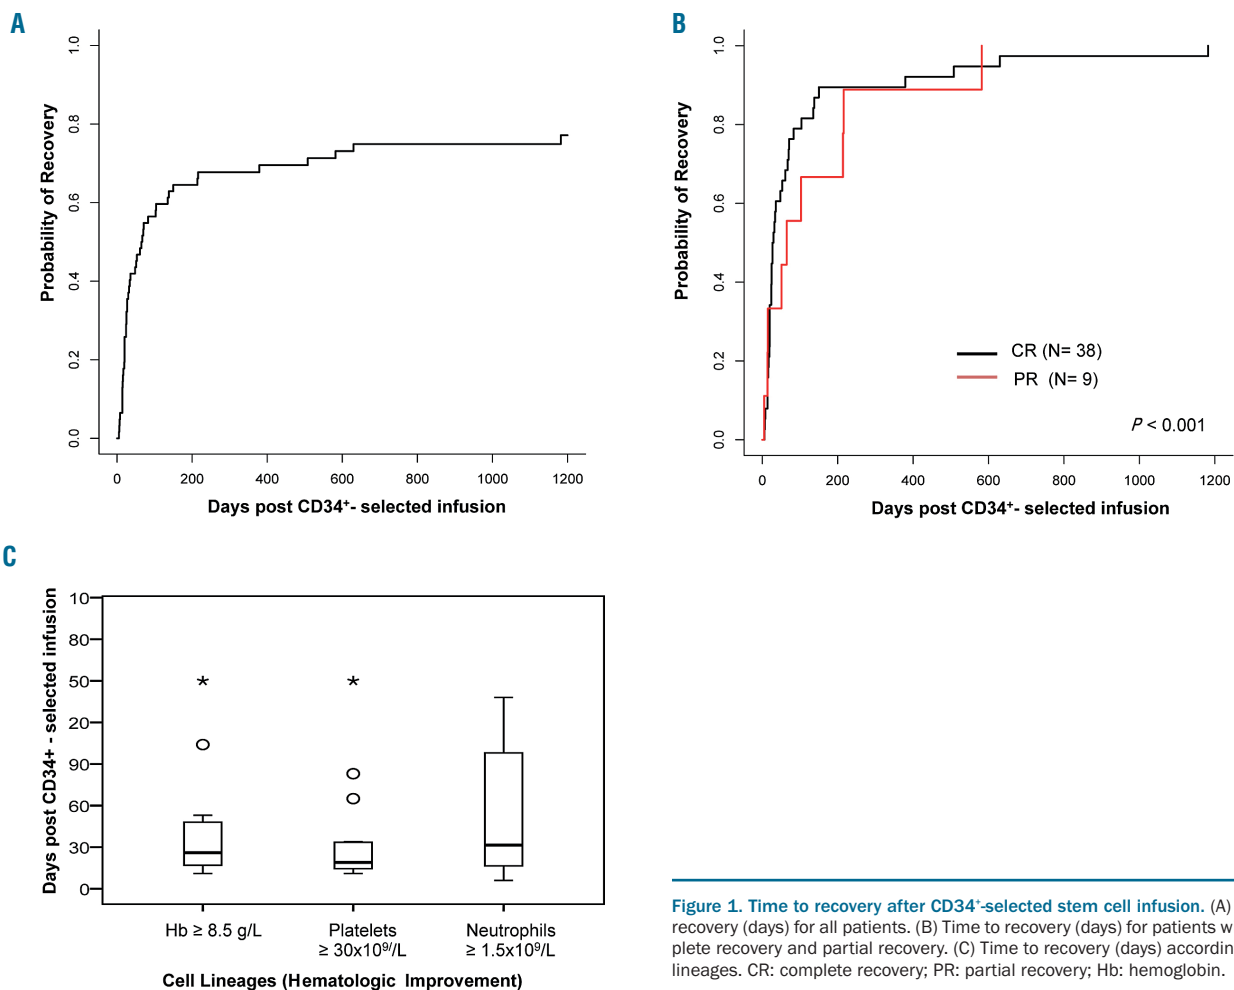 A
1.0
0.8
0.6
0.4
0.2
0.0
Probability of Recovery
0 200 400 600 800 1000 1200
Days post CD34+- selected infusion
B
1.0
0.8
0.6
0.4
0.2
0.0
Probability of Recovery
CR (N= 38)
PR (N= 9)
P < 0.001
0 200 400 600 800 1000 1200
Days post CD34+- selected infusion
C
10
80
50
20
90
60
30
0
Days post CD34+ - selected infusion
*
*
Hb ≥ 8.5 g/L
Platelets
≥ 30x10⁹/L
Neutrophils
≥ 1.5x10⁹/L
Cell Lineages (Hematologic Improvement)
Figure 1. Time to recovery after CD34+-selected stem cell infusion. (A)
recovery (days) for all patients. (B) Time to recovery (days) for patients w
plete recovery and partial recovery. (C) Time to recovery (days) accordin
lineages. CR: complete recovery; PR: partial recovery; Hb: hemoglobin.